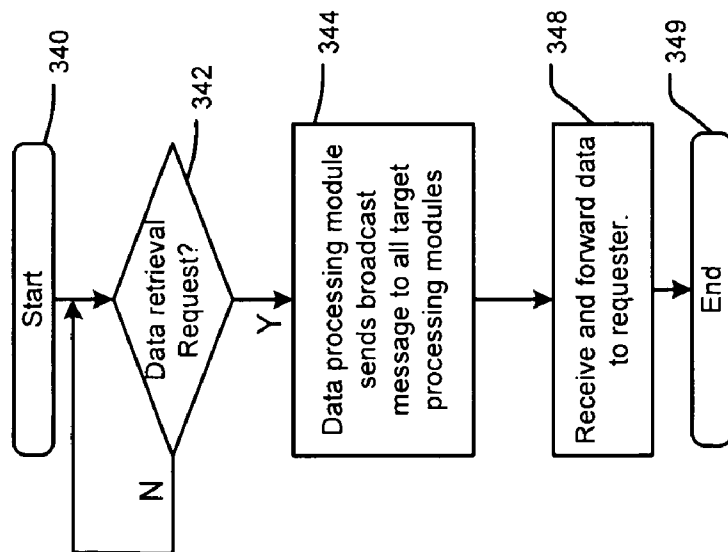 Start
340
Data retrieval
Request?
342
N
Y
Data processing module
sends broadcast
message to all target
processing modules
344
Receive and forward data
to requester.
348
End
349